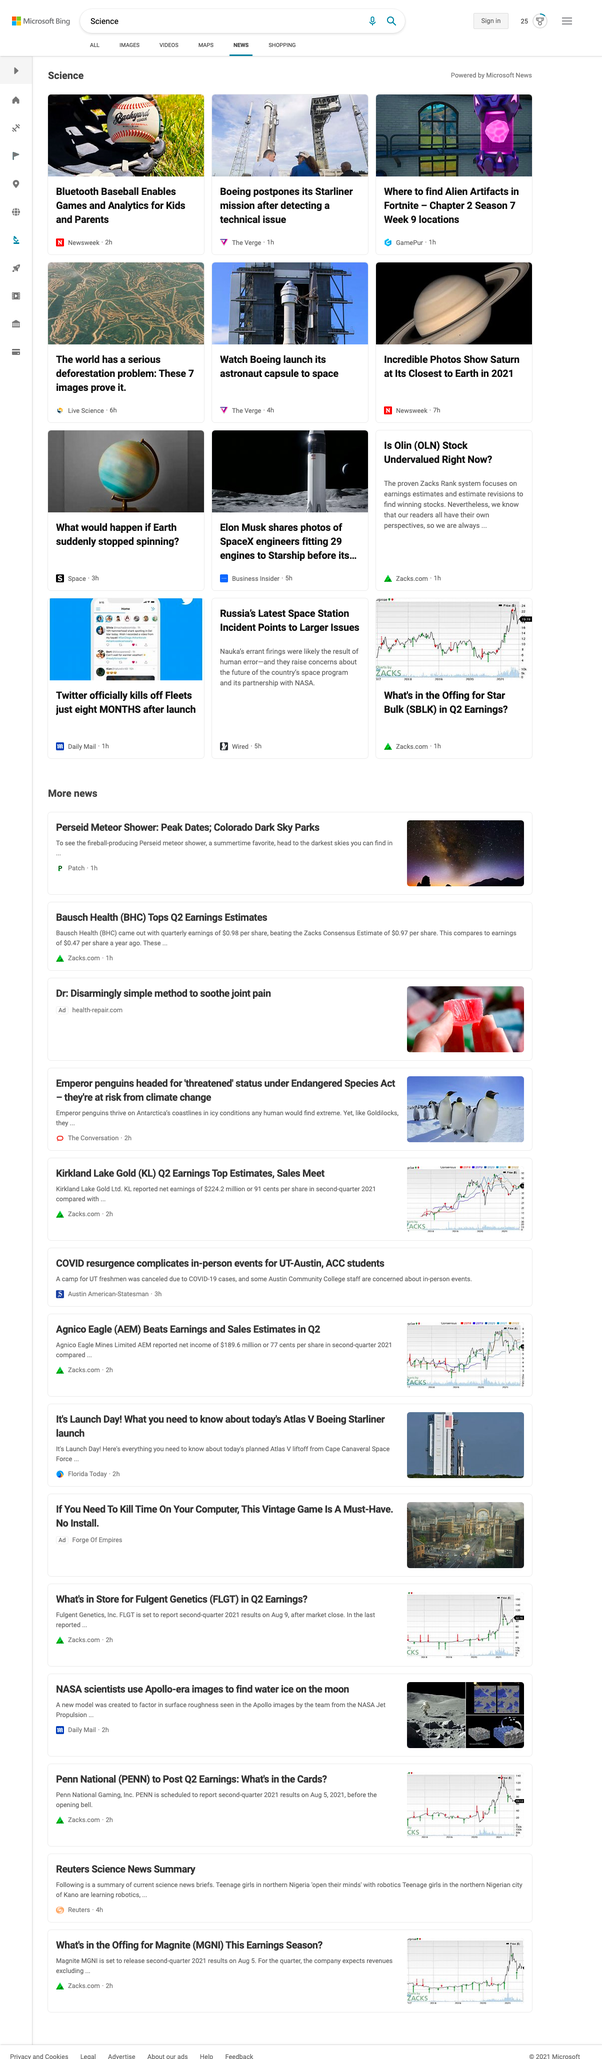 Microsoft Bing
Science
Sign in
25
ALL
IMAGES
VIDEOS
MAPS
NEWS
SHOPPING
Science
Powered by Microsoft News
Bluetooth Baseball Enables
Games and Analytics for Kids
and Parents
Newsweek · 2h
Boeing postpones its Starliner
mission after detecting a
technical issue
The Verge · 1h
Where to find Alien Artifacts in
Fortnite – Chapter 2 Season 7
Week 9 locations
GamePur · 1h
The world has a serious
deforestation problem: These 7
images prove it.
Live Science · 6h
Watch Boeing launch its
astronaut capsule to space
The Verge · 4h
Incredible Photos Show Saturn
at Its Closest to Earth in 2021
Newsweek · 7h
What would happen if Earth
suddenly stopped spinning?
Space · 3h
Elon Musk shares photos of
SpaceX engineers fitting 29
engines to Starship before its...
Business Insider · 5h
Is Olin (OLN) Stock
Undervalued Right Now?
The proven Zacks Rank system focuses on
earnings estimates and estimate revisions to
find winning stocks. Nevertheless, we know
that our readers all have their own
perspectives, so we are always ...
Zacks.com · 1h
Twitter officially kills off Fleets
just eight MONTHS after launch
Daily Mail · 1h
Russia's Latest Space Station
Incident Points to Larger Issues
Nauka's errant firings were likely the result of
human error—and they raise concerns about
the future of the country's space program
and its partnership with NASA.
Wired · 5h
ZACKS
What's in the Offing for Star
Bulk (SBLK) in Q2 Earnings?
Zacks.com · 1h
More news
Perseid Meteor Shower: Peak Dates; Colorado Dark Sky Parks
To see the fireball-producing Perseid meteor shower, a summertime favorite, head to the darkest skies you can find in
...
Patch · 1h
Bausch Health (BHC) Tops Q2 Earnings Estimates
Bausch Health (BHC) came out with quarterly earnings of $0.98 per share, beating the Zacks Consensus Estimate of $0.97 per share. This compares to earnings
of $0.47 per share a year ago. These ...
Zacks.com · 1h
Dr: Disarmingly simple method to soothe joint pain
Ad health-repair.com
Emperor penguins headed for 'threatened' status under Endangered Species Act
– they're at risk from climate change
Emperor penguins thrive on Antarctica's coastlines in icy conditions any human would find extreme. Yet, like Goldilocks,
they ...
The Conversation · 2h
Kirkland Lake Gold (KL) Q2 Earnings Top Estimates, Sales Meet
Kirkland Lake Gold Ltd. KL reported net earnings of $224.2 million or 91 cents per share in second-quarter 2021
compared with ...
Zacks.com · 2h
ZACKS
COVID resurgence complicates in-person events for UT-Austin, ACC students
A camp for UT freshmen was canceled due to COVID-19 cases, and some Austin Community College staff are concerned about in-person events.
Austin American-Statesman · 3h
Agnico Eagle (AEM) Beats Earnings and Sales Estimates in Q2
Agnico Eagle Mines Limited AEM reported net income of $189.6 million or 77 cents per share in second-quarter 2021
compared ...
Zacks.com · 2h
ZACKS
It's Launch Day! What you need to know about today's Atlas V Boeing Starliner
launch
It's Launch Day! Here's everything you need to know about today's planned Atlas V liftoff from Cape Canaveral Space
Force ...
Florida Today · 2h
If You Need To Kill Time On Your Computer, This Vintage Game Is A Must-Have.
No Install.
Ad Forge Of Empires
What's in Store for Fulgent Genetics (FLGT) in Q2 Earnings?
Fulgent Genetics, Inc. FLGT is set to report second-quarter 2021 results on Aug 9, after market close. In the last
reported ...
Zacks.com · 2h
CKS
NASA scientists use Apollo-era images to find water ice on the moon
A new model was created to factor in surface roughness seen in the Apollo images by the team from the NASA Jet
Propulsion ...
Daily Mail · 2h
Penn National (PENN) to Post Q2 Earnings: What's in the Cards?
Penn National Gaming, Inc. PENN is scheduled to report second-quarter 2021 results on Aug 5, 2021, before the
opening bell.
Zacks.com · 2h
CKS
Reuters Science News Summary
Following is a summary of current science news briefs. Teenage girls in northern Nigeria 'open their minds' with robotics Teenage girls in the northern Nigerian city
of Kano are learning robotics, ...
Reuters · 4h
What's in the Offing for Magnite (MGNI) This Earnings Season?
Magnite MGNI is set to release second-quarter 2021 results on Aug 5. For the quarter, the company expects revenues
excluding ...
Zacks.com · 2h
ZACKS
Privacy and Cookies
Legal
Advertise
About our ads
Help
Feedback
© 2021 Microsoft